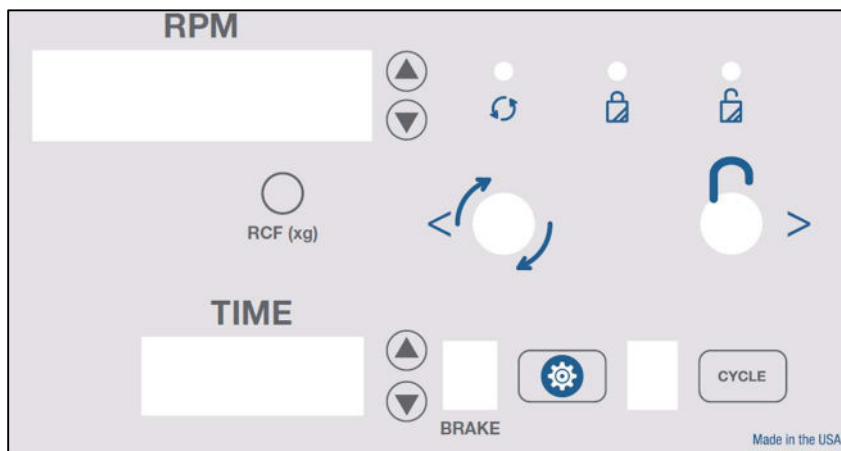 RPM
RCF (xg)
< >
TIME
CYCLE
BRAKE
Made in the USA